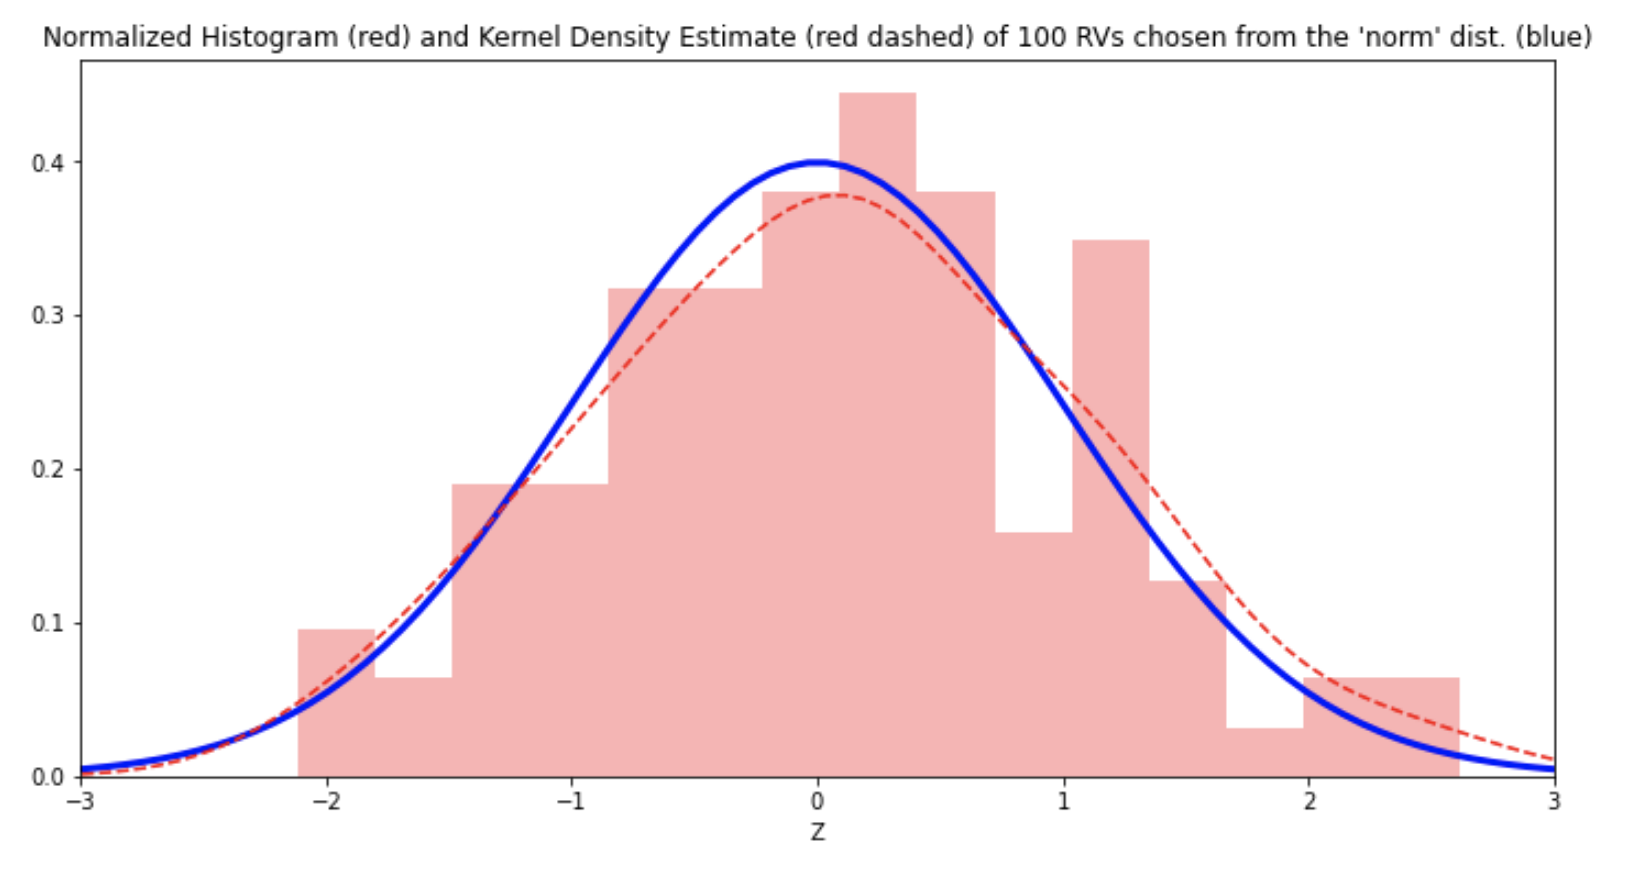 Normalized Histogram (red) and Kernel Density Estimate (red dashed) of 100 RVs chosen from the 'norm' dist. (blue)
0.4
0.3
0.2
0.1
0.0
−3 −2 −1 0 1 2 3
Z